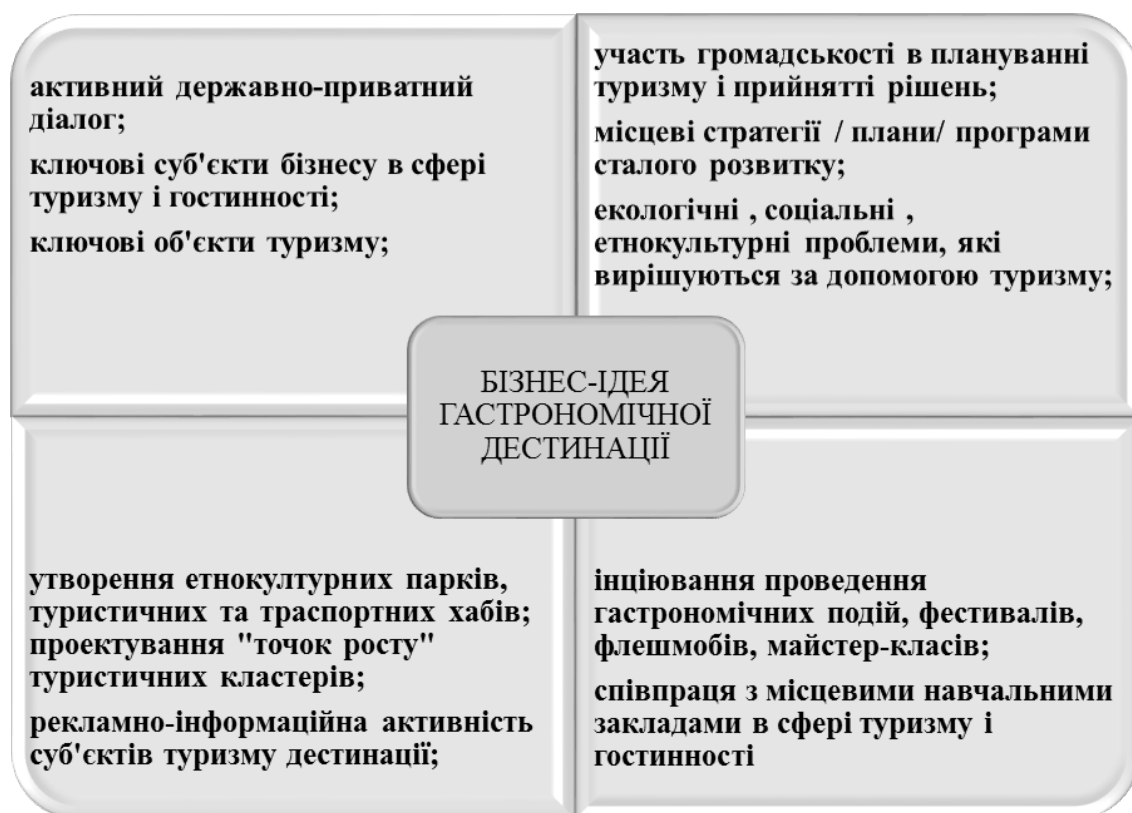 активний державно-приватний
діалог;
ключові суб'єкти бізнесу в сфері
туризму і гостинності;
ключові об'єкти туризму;
участь громадськості в плануванні
туризму і прийнятті рішень;
місцеві стратегії / плани/ програми
сталого розвитку;
екологічні , соціальні ,
етнокультурні проблеми, які
вирішуються за допомогою туризму;
БІЗНЕС-ІДЕЯ
ГАСТРОНОМІЧНОЇ
ДЕСТИНАЦІЇ
утворення етнокултурних парків,
туристичних та траспортних хабів;
проектування "точок росту"
туристичних кластерів;
рекламно-інформаційна активність
суб'єктів туризму дестинації;
інціювання проведення
гастрономічних подій, фестивалів,
флешмобів, майстер-класів;
співпраця з місцевими навчальними
закладами в сфері туризму і
гостинності